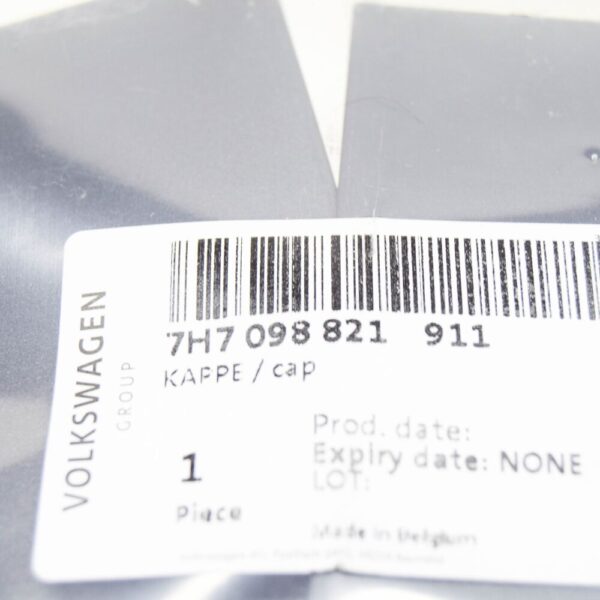 VOLKSWAGEN
GROUP
7H7 098 821 911
KAPPE / cap
1
Piece
Prod. date:
Expiry date: NONE
LOT:
Made in Belgium